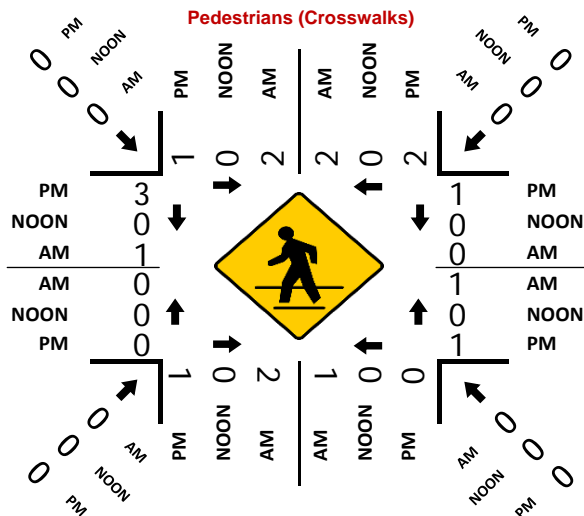 Pedestrians (Crosswalks)
0 PM
0 NOON
0 AM
PM NOON AM AM NOON PM
1 0 2 2 0 2
PM 0
NOON 0
AM 0
PM 3 1 PM
NOON 0 0 NOON
AM 1 0 AM
AM 0 1 AM
NOON 0 0 NOON
PM 0 1 PM
1 0 2 1 0 0
PM NOON AM AM NOON PM
0 AM
0 NOON
0 PM
AM 0
NOON 0
PM 0